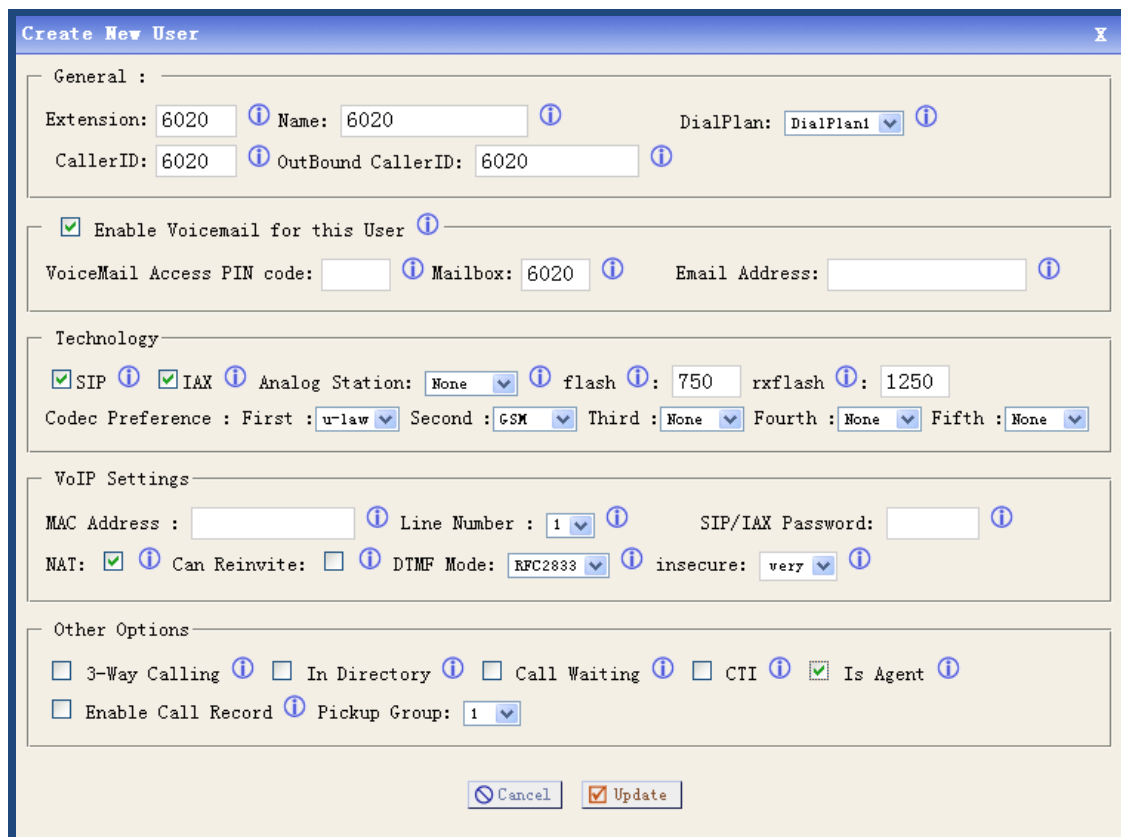 Create New User X
General :
Extension: 6020 Name: 6020 DialPlan: DialPlan1
CallerID: 6020 OutBound CallerID: 6020
Enable Voicemail for this User
VoiceMail Access PIN code: Mailbox: 6020 Email Address:
Technology
SIP IAX Analog Station: None flash : 750 rxflash : 1250
Codec Preference : First : u-law Second : GSM Third : None Fourth : None Fifth : None
VoIP Settings
MAC Address : Line Number : 1 SIP/IAX Password:
NAT: Can Reinvite: DTMF Mode: RFC2833 insecure: very
Other Options
3-Way Calling In Directory Call Waiting CTI Is Agent
Enable Call Record Pickup Group: 1
Cancel Update